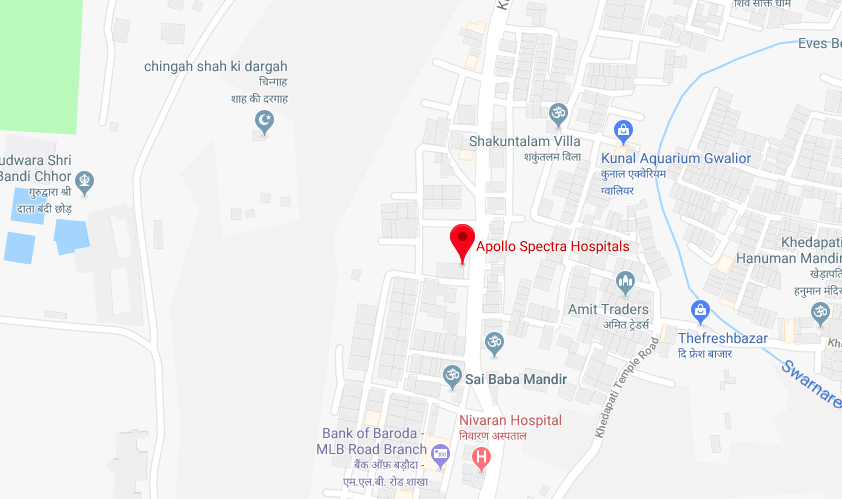 शिव साक्ति धाम
Eves Be
chingah shah ki dargah
चिन्गाह
शाह की दरगाह
Shakuntalam Villa
शकुंतलम विला
Kunal Aquarium Gwalior
कुनाल एक्वेरियम
ग्वालियर
udwara Shri
Bandi Chhor
गुरुद्वारा श्री
दाता बंदी छोड़
Apollo Spectra Hospitals
Khedapati
Hanuman Mandir
खेड़ापति
हनुमान मंदिर
Amit Traders
अमित ट्रेडर्स
Thefreshbazar
दि फ्रेश बाजार
Khe
Khedapati Temple Road
Swarnare
Sai Baba Mandir
Nivaran Hospital
निवारण अस्पताल
Bank of Baroda -
MLB Road Branch
बैंक ऑफ़ बड़ौदा -
एम.एल.बी. रोड शाखा